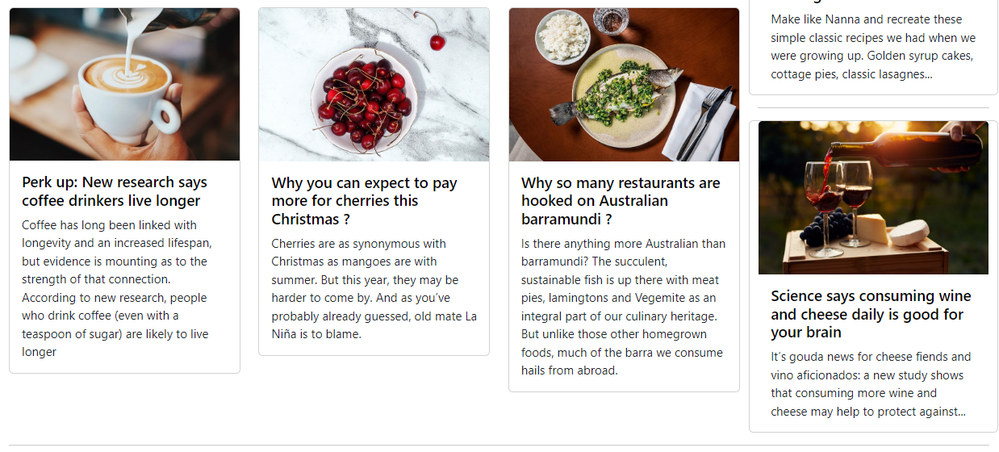 Perk up: New research says
coffee drinkers live longer
Coffee has long been linked with
longevity and an increased lifespan,
but evidence is mounting as to the
strength of that connection.
According to new research, people
who drink coffee (even with a
teaspoon of sugar) are likely to live
longer
Why you can expect to pay
more for cherries this
Christmas ?
Cherries are as synonymous with
Christmas as mangoes are with
summer. But this year, they may be
harder to come by. And as you’ve
probably already guessed, old mate La
Niña is to blame.
Why so many restaurants are
hooked on Australian
barramundi ?
Is there anything more Australian than
barramundi? The succulent,
sustainable fish is up there with meat
pies, lamingtons and Vegemite as an
integral part of our culinary heritage.
But unlike those other homegrown
foods, much of the barra we consume
hails from abroad.
Make like Nanna and recreate these
simple classic recipes we had when we
were growing up. Golden syrup cakes,
cottage pies, classic lasagnes...
Science says consuming wine
and cheese daily is good for
your brain
It’s gouda news for cheese fiends and
vino aficionados: a new study shows
that consuming more wine and
cheese may help to protect against...